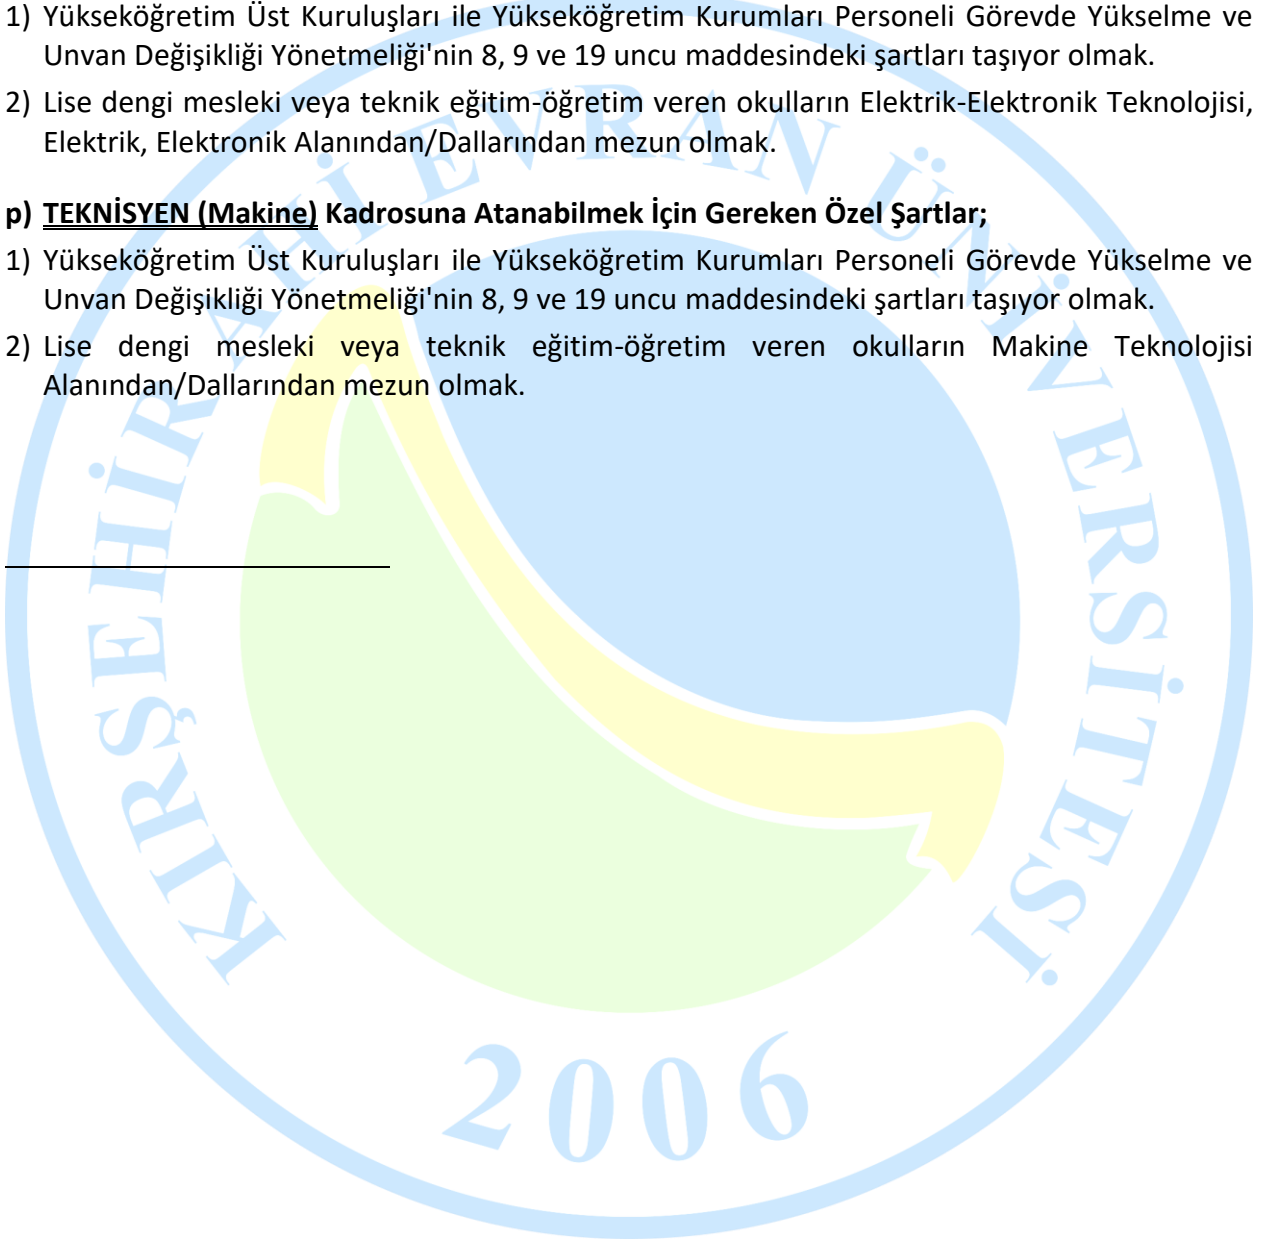 1) Yükseköğretim Üst Kuruluşları ile Yükseköğretim Kurumları Personeli Görevde Yükselme ve
Unvan Değişikliği Yönetmeliği'nin 8, 9 ve 19 uncu maddesindeki şartları taşıyor olmak.
2) Lise dengi mesleki veya teknik eğitim-öğretim veren okulların Elektrik-Elektronik Teknolojisi,
Elektrik, Elektronik Alanından/Dallarından mezun olmak.
p) TEKNİSYEN (Makine) Kadrosuna Atanabilmek İçin Gereken Özel Şartlar;
1) Yükseköğretim Üst Kuruluşları ile Yükseköğretim Kurumları Personeli Görevde Yükselme ve
Unvan Değişikliği Yönetmeliği'nin 8, 9 ve 19 uncu maddesindeki şartları taşıyor olmak.
2) Lise dengi mesleki veya teknik eğitim-öğretim veren okulların Makine Teknolojisi
Alanından/Dallarından mezun olmak.
KIRŞEHİR AHİ EVRAN ÜNİVERSİTESİ
2006